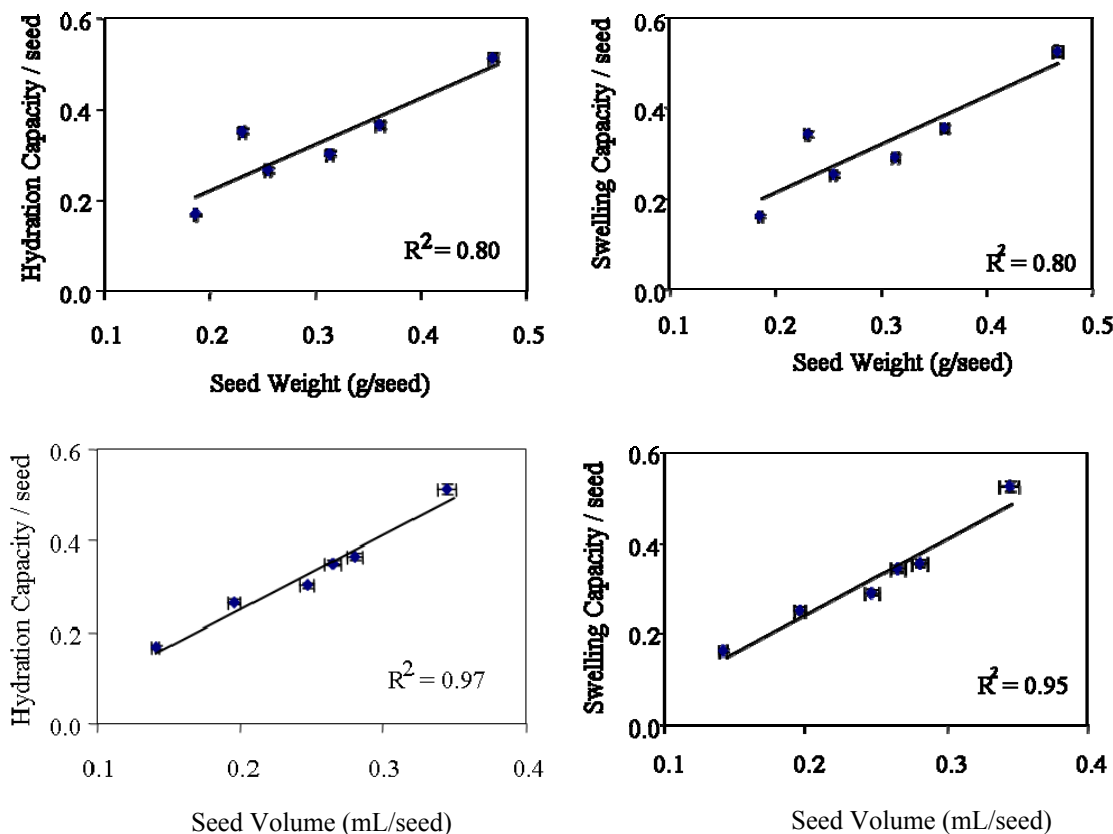 Hydration Capacity / seed
0.6
0.4
0.2
0.0
R² = 0.80
0.1 0.2 0.3 0.4 0.5
Seed Weight (g/seed)
Swelling Capacity / seed
0.6
0.4
0.2
0.0
R² = 0.80
0.1 0.2 0.3 0.4 0.5
Seed Weight (g/seed)
Hydration Capacity / seed
0.6
0.4
0.2
0.0
R² = 0.97
0.1 0.2 0.3 0.4
Seed Volume (mL/seed)
Swelling Capacity / seed
0.6
0.4
0.2
0.0
R² = 0.95
0.1 0.2 0.3 0.4
Seed Volume (mL/seed)